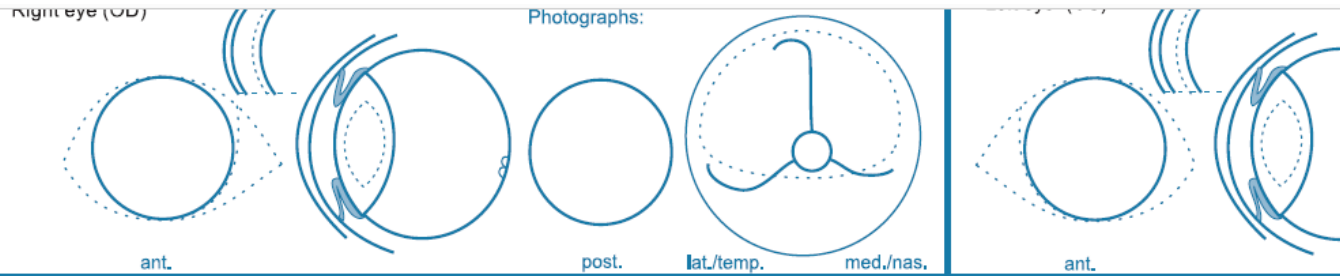 Right eye (OD)
Photographs:
ant.
post.
lat./temp.
med./nas.
ant.